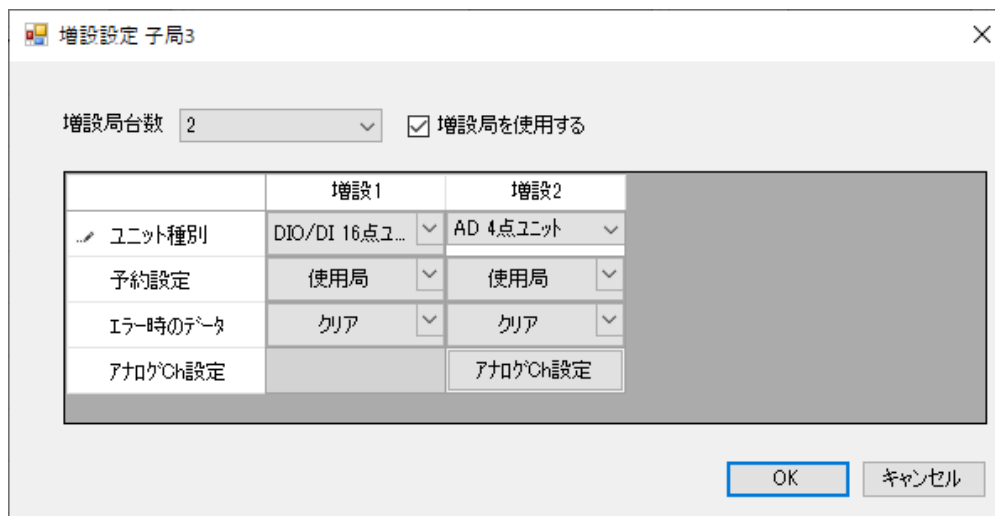 増設設定 子局3
増設局台数 2 増設局を使用する
増設1 増設2
ユニット種別 DIO/DI 16点ユ... AD 4点ユニット
予約設定 使用局 使用局
エラー時のデータ クリア クリア
アナログCh設定 アナログCh設定
OK キャンセル